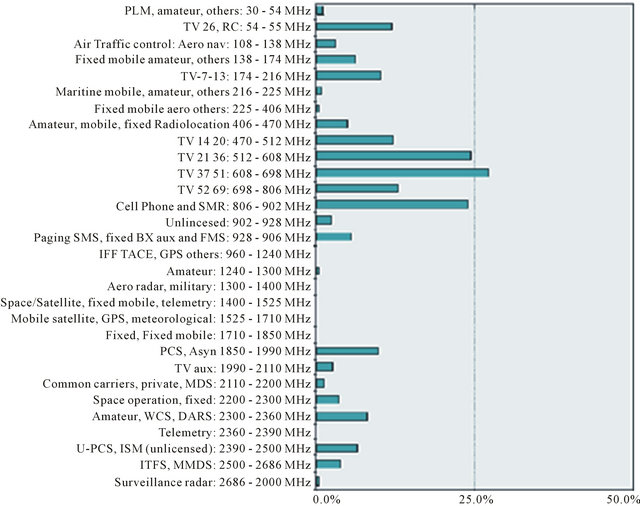 PLM, amateur, others: 30 - 54 MHz
TV 26, RC: 54 - 55 MHz
Air Traffic control: Aero nav: 108 - 138 MHz
Fixed mobile amateur, others 138 - 174 MHz
TV-7-13: 174 - 216 MHz
Maritine mobile, amateur, others 216 - 225 MHz
Fixed mobile aero others: 225 - 406 MHz
Amateur, mobile, fixed Radiolocation 406 - 470 MHz
TV 14 20: 470 - 512 MHz
TV 21 36: 512 - 608 MHz
TV 37 51: 608 - 698 MHz
TV 52 69: 698 - 806 MHz
Cell Phone and SMR: 806 - 902 MHz
Unlincesed: 902 - 928 MHz
Paging SMS, fixed BX aux and FMS: 928 - 906 MHz
IFF TACE, GPS others: 960 - 1240 MHz
Amateur: 1240 - 1300 MHz
Aero radar, military: 1300 - 1400 MHz
Space/Satellite, fixed mobile, telemetry: 1400 - 1525 MHz
Mobile satellite, GPS, meteorological: 1525 - 1710 MHz
Fixed, Fixed mobile: 1710 - 1850 MHz
PCS, Asyn 1850 - 1990 MHz
TV aux: 1990 - 2110 MHz
Common carriers, private, MDS: 2110 - 2200 MHz
Space operation, fixed: 2200 - 2300 MHz
Amateur, WCS, DARS: 2300 - 2360 MHz
Telemetry: 2360 - 2390 MHz
U-PCS, ISM (unlicensed): 2390 - 2500 MHz
ITFS, MMDS: 2500 - 2686 MHz
Surveillance radar: 2686 - 2000 MHz
0.0% 25.0% 50.0%